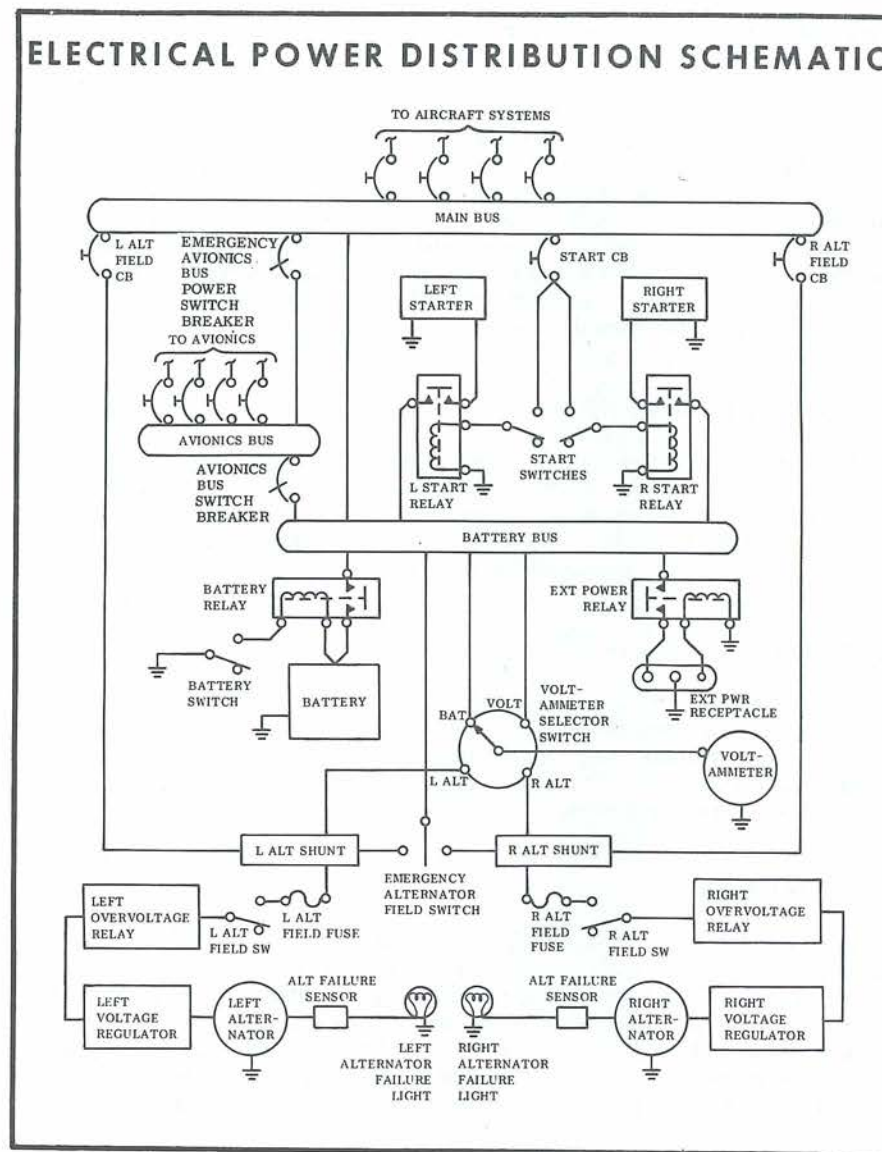 ELECTRICAL POWER DISTRIBUTION SCHEMATIC
TO AIRCRAFT SYSTEMS
MAIN BUS
L ALT
FIELD
CB
EMERGENCY
AVIONICS
BUS
POWER
SWITCH
BREAKER
START CB
R ALT
FIELD
CB
LEFT
STARTER
RIGHT
STARTER
TO AVIONICS
AVIONICS BUS
AVIONICS
BUS
SWITCH
BREAKER
START
SWITCHES
L START
RELAY
R START
RELAY
BATTERY BUS
BATTERY
RELAY
EXT POWER
RELAY
BATTERY
SWITCH
BATTERY
EXT PWR
RECEPTACLE
BAT
VOLT
VOLT-
AMMETER
SELECTOR
SWITCH
L ALT
R ALT
VOLT-
AMMETER
L ALT SHUNT
R ALT SHUNT
EMERGENCY
ALTERNATOR
FIELD SWITCH
LEFT
OVERVOLTAGE
RELAY
L ALT
FIELD SW
L ALT
FIELD FUSE
R ALT
FIELD
FUSE
R ALT
FIELD SW
RIGHT
OVERVOLTAGE
RELAY
LEFT
VOLTAGE
REGULATOR
LEFT
ALTER-
NATOR
ALT FAILURE
SENSOR
LEFT
ALTERNATOR
FAILURE
LIGHT
RIGHT
ALTERNATOR
FAILURE
LIGHT
ALT FAILURE
SENSOR
RIGHT
ALTER-
NATOR
RIGHT
VOLTAGE
REGULATOR